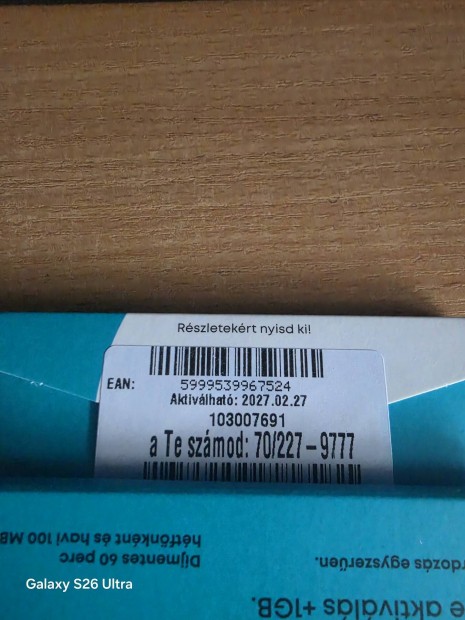 Részletekért nyisd ki!
EAN: 5999539967524
Aktiválható: 2027.02.27
103007691
a Te számod: 70/227-9777
Díjmentes 60 perc
hétfőnként és havi 100 MB
rdozás egyszerűen.
e aktiválás +1GB.
Galaxy S26 Ultra